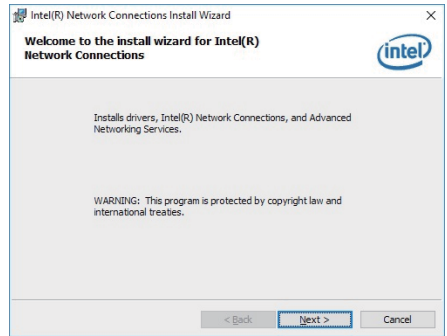 Intel(R) Network Connections Install Wizard
Welcome to the install wizard for Intel(R)
Network Connections
intel
Installs drivers, Intel(R) Network Connections, and Advanced
Networking Services.
WARNING: This program is protected by copyright law and
international treaties.
< Back
Next >
Cancel